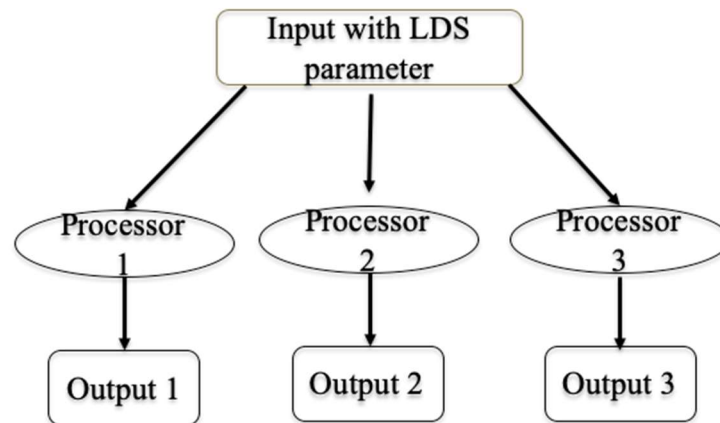 Input with LDS
parameter
Processor
1
Processor
2
Processor
3
Output 1
Output 2
Output 3